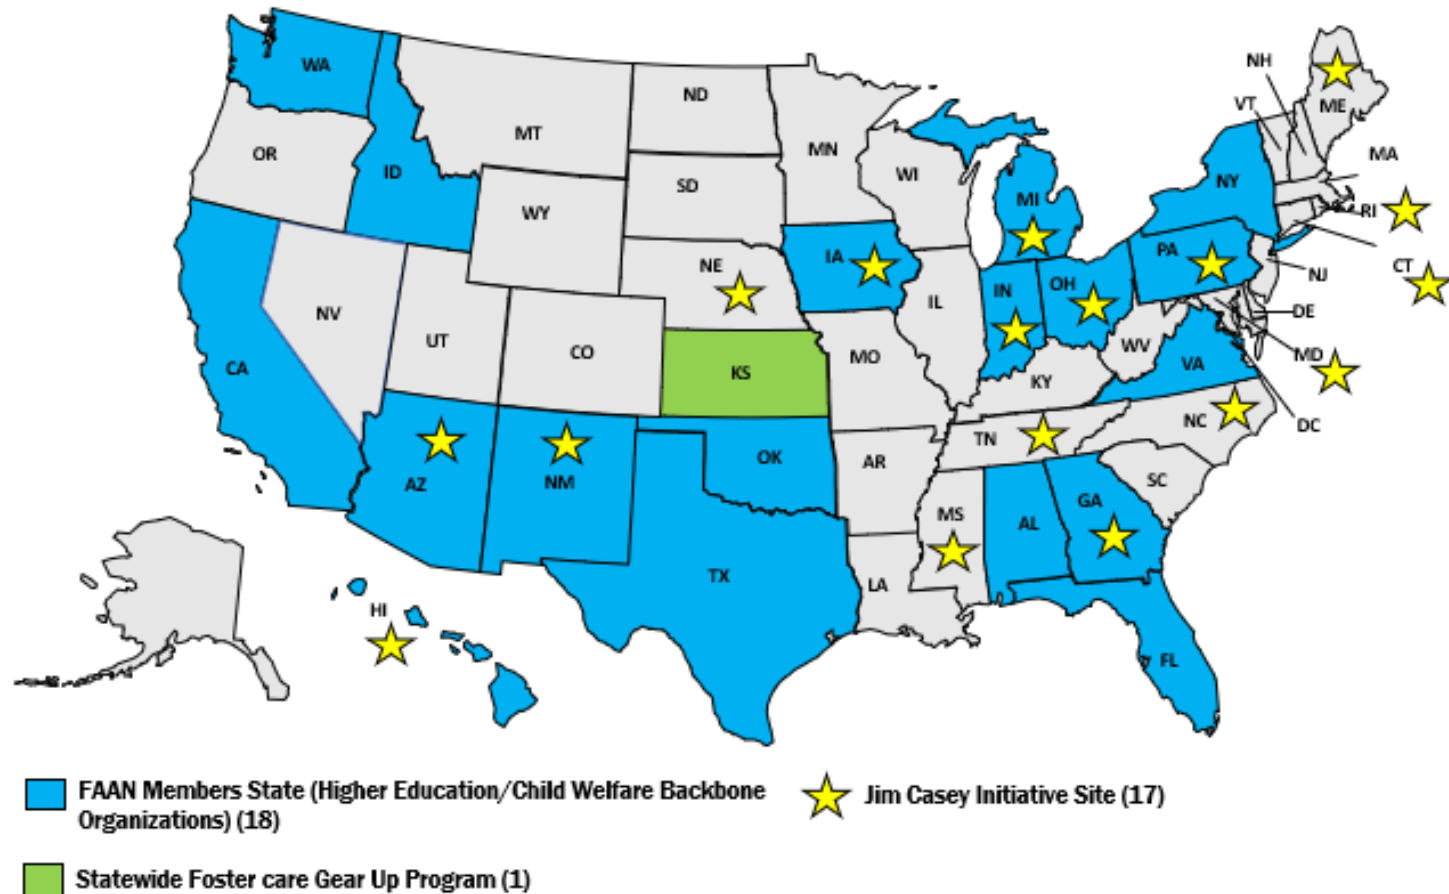 WA
OR
ID
MT
ND
SD
WY
NE
MN
WI
IA
MI
NY
NH
VT
ME
MA
RI
CT
PA
NJ
DE
MD
DC
OH
IN
IL
WV
VA
KY
NV
UT
CO
KS
MO
CA
AZ
NM
OK
AR
TN
NC
SC
MS
AL
GA
TX
LA
FL
HI
FAAN Members State (Higher Education/Child Welfare Backbone
Organizations) (18)
Jim Casey Initiative Site (17)
Statewide Foster care Gear Up Program (1)